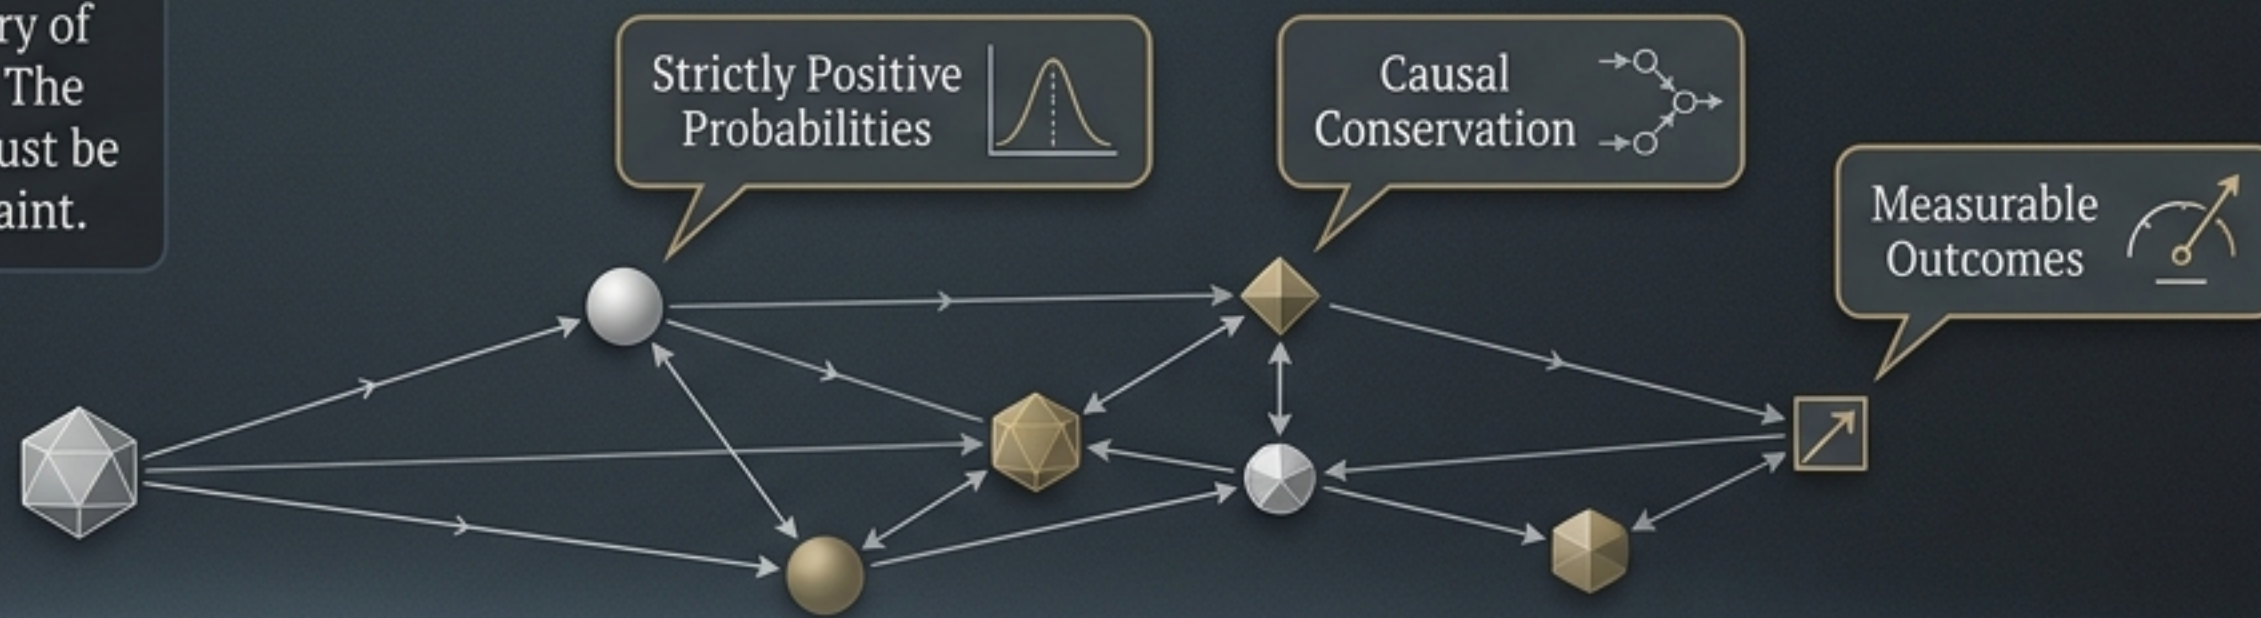 ry of
The
ust be
aint.
Strictly Positive
Probabilities
Causal
Conservation
Measurable
Outcomes